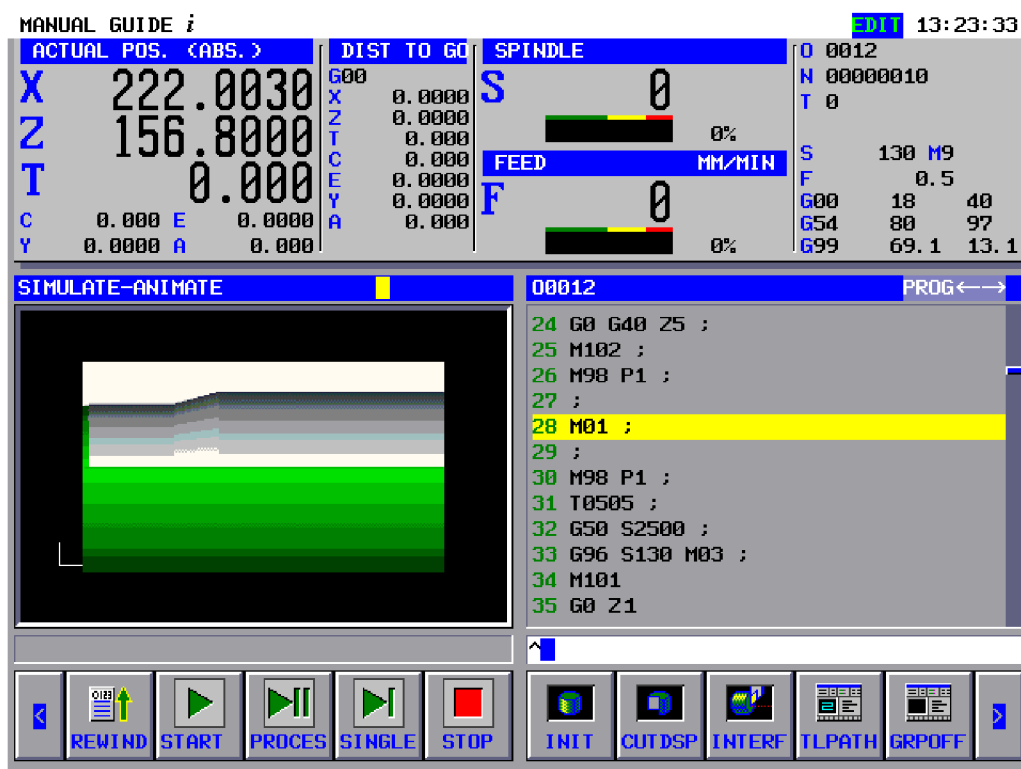 MANUAL GUIDE i EDIT 13:23:33
ACTUAL POS. (ABS.)
X 222.0030
Z 156.8000
T 0.000
C 0.000 E 0.0000
Y 0.0000 A 0.000
DIST TO GO
G00
X 0.0000
Z 0.0000
T 0.000
C 0.000
E 0.0000
Y 0.0000
A 0.000
SPINDLE
S 0
0%
FEED MM/MIN
F 0
0%
O 0012
N 00000010
T 0
S 130 M9
F 0.5
G00 18 40
G54 80 97
G99 69.1 13.1
SIMULATE-ANIMATE
O0012 PROG←→
24 G0 G40 Z5 ;
25 M102 ;
26 M98 P1 ;
27 ;
28 M01 ;
29 ;
30 M98 P1 ;
31 T0505 ;
32 G50 S2500 ;
33 G96 S130 M03 ;
34 M101
35 G0 Z1
^
< REWIND START PROCES SINGLE STOP INIT CUTDSP INTERF TLPATH GRPOFF >